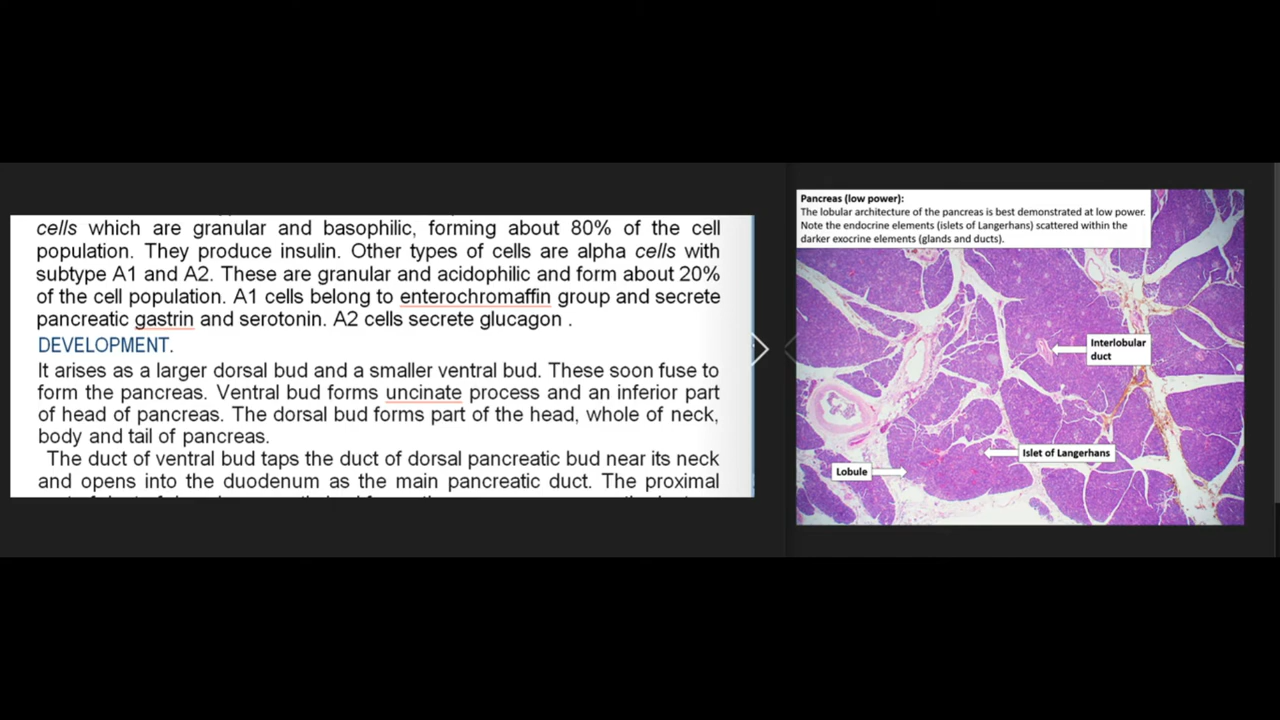 cells which are granular and basophilic, forming about 80% of the cell
population. They produce insulin. Other types of cells are alpha cells with
subtype A1 and A2. These are granular and acidophilic and form about 20%
of the cell population. A1 cells belong to enterochromaffin group and secrete
pancreatic gastrin and serotonin. A2 cells secrete glucagon .
DEVELOPMENT.
It arises as a larger dorsal bud and a smaller ventral bud. These soon fuse to
form the pancreas. Ventral bud forms uncinate process and an inferior part
of head of pancreas. The dorsal bud forms part of the head, whole of neck,
body and tail of pancreas.
The duct of ventral bud taps the duct of dorsal pancreatic bud near its neck
and opens into the duodenum as the main pancreatic duct. The proximal
Pancreas (low power):
The lobular architecture of the pancreas is best demonstrated at low power.
Note the endocrine elements (islets of Langerhans) scattered within the
darker exocrine elements (glands and ducts).
Interlobular
duct
Islet of Langerhans
Lobule